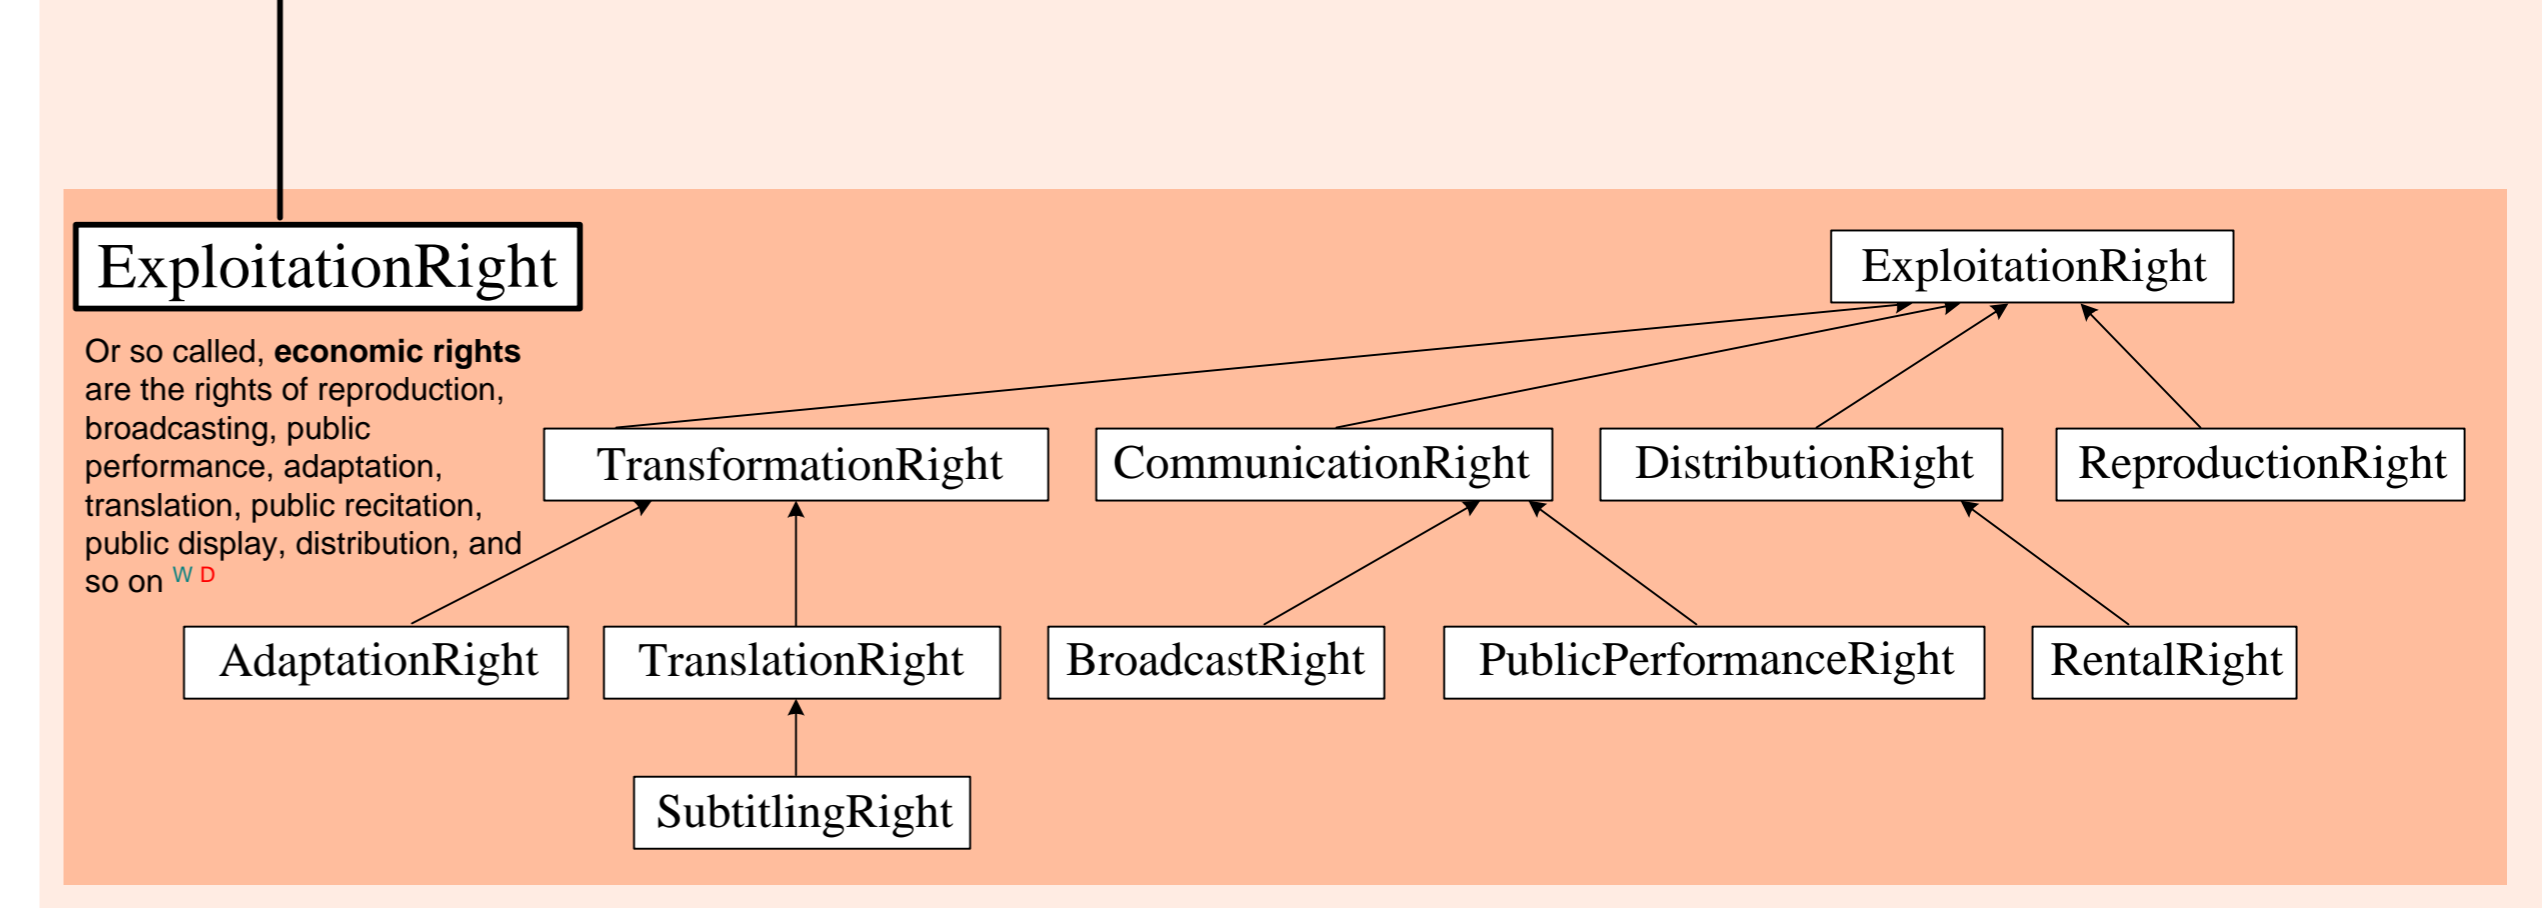 ExploitationRight
Or so called, economic rights
are the rights of reproduction,
broadcasting, public
performance, adaptation,
translation, public recitation,
public display, distribution, and
so on W D
ExploitationRight
TransformationRight
CommunicationRight
DistributionRight
ReproductionRight
AdaptationRight
TranslationRight
BroadcastRight
PublicPerformanceRight
RentalRight
SubtitlingRight